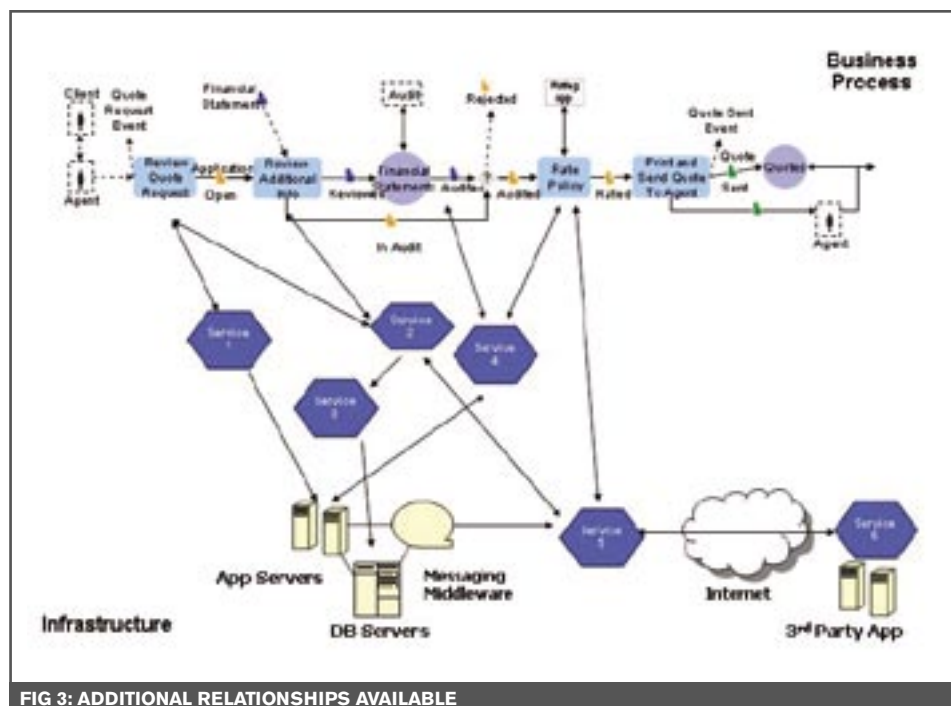 Business
Process
Client
Quote
Request
Event
Financial
Statement
Audit
Rejected
Quote Sent
Event
Agent
Review
Quote
Request
Application
Open
Review
Additional
Info
Reviewed
Financial
Statement
Audited
Audited
Rate
Policy
Rated
Print and
Send Quote
To Agent
Quote
Sent
Quotes
In Audit
Agent
Service
1
Service
2
Service
4
Service
3
Service
5
Service
6
App Servers
Messaging
Middleware
Internet
Infrastructure
DB Servers
3rd Party App
FIG 3: ADDITIONAL RELATIONSHIPS AVAILABLE